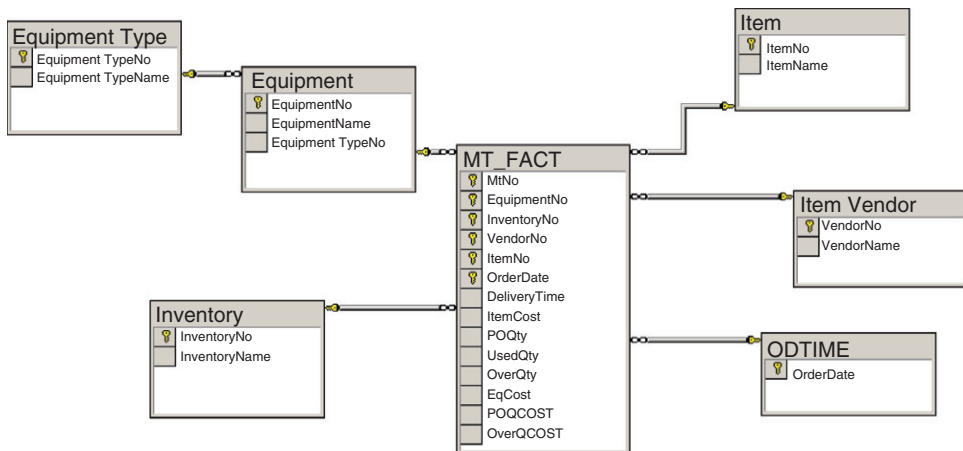 Equipment Type
Equipment TypeNo
Equipment TypeName
Equipment
EquipmentNo
EquipmentName
Equipment TypeNo
Item
ItemNo
ItemName
MT_FACT
MtNo
EquipmentNo
InventoryNo
VendorNo
ItemNo
OrderDate
DeliveryTime
ItemCost
POQty
UsedQty
OverQty
EqCost
POQCOST
OverQCOST
Item Vendor
VendorNo
VendorName
Inventory
InventoryNo
InventoryName
ODTIME
OrderDate